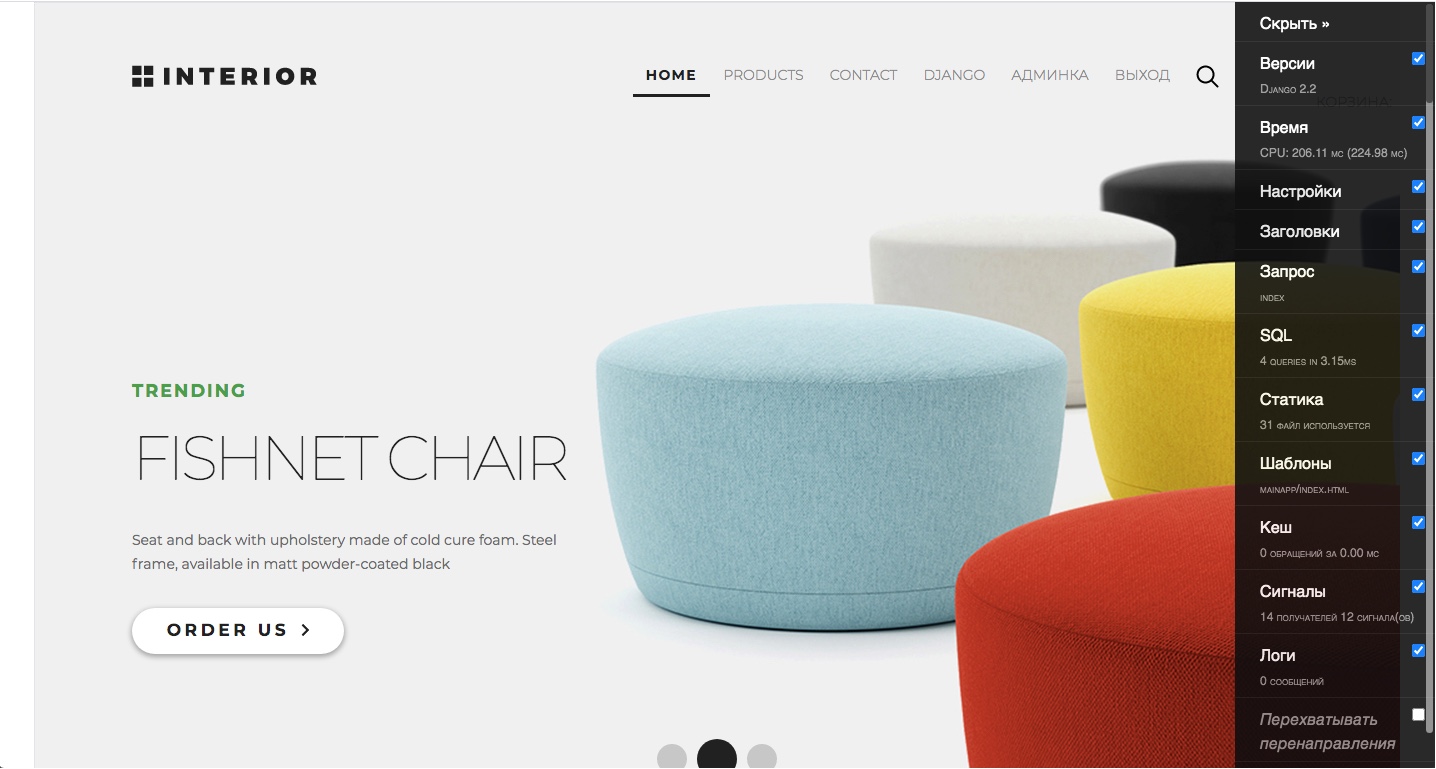 INTERIOR
HOME PRODUCTS CONTACT DJANGO АДМИНКА ВЫХОД
КОРЗИНА:
TRENDING
FISHNET CHAIR
Seat and back with upholstery made of cold cure foam. Steel
frame, available in matt powder-coated black
ORDER US
Скрыть »
Версии
Django 2.2
Время
CPU: 206.11 мс (224.98 мс)
Настройки
Заголовки
Запрос
index
SQL
4 queries in 3.15ms
Статика
31 файл используется
Шаблоны
mainapp/index.html
Кеш
0 обращений за 0.00 мс
Сигналы
14 получателей 12 сигнала(ов)
Логи
0 сообщений
Перехватывать
перенаправления